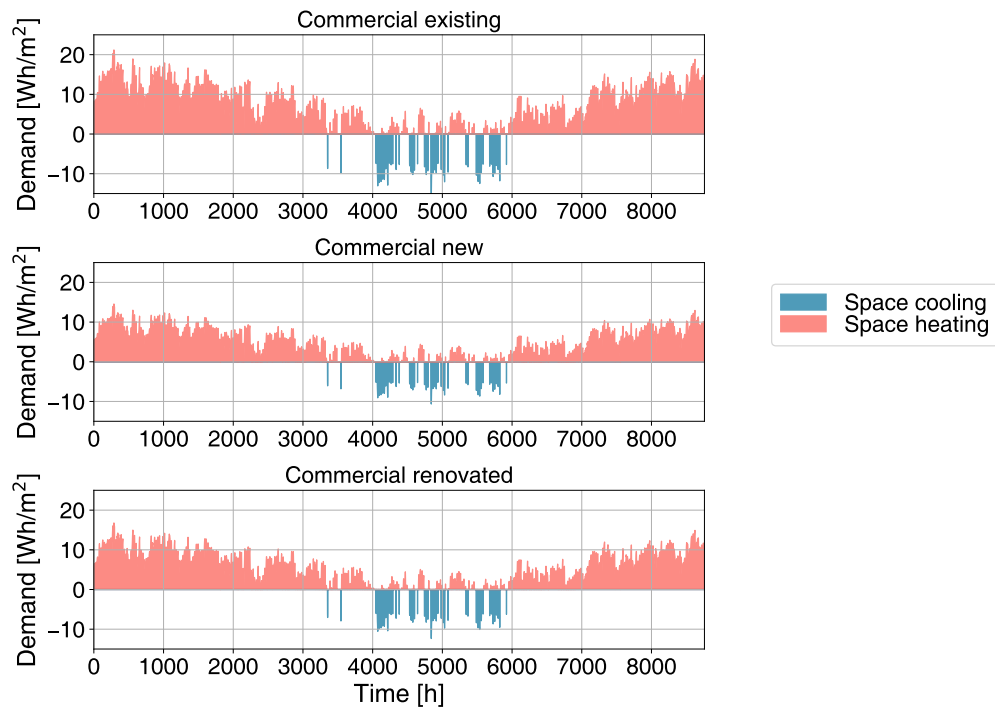 Commercial existing
Demand [Wh/m²]
20
10
0
−10
0 1000 2000 3000 4000 5000 6000 7000 8000
Commercial new
Demand [Wh/m²]
20
10
0
−10
0 1000 2000 3000 4000 5000 6000 7000 8000
Space cooling
Space heating
Commercial renovated
Demand [Wh/m²]
20
10
0
−10
0 1000 2000 3000 4000 5000 6000 7000 8000
Time [h]